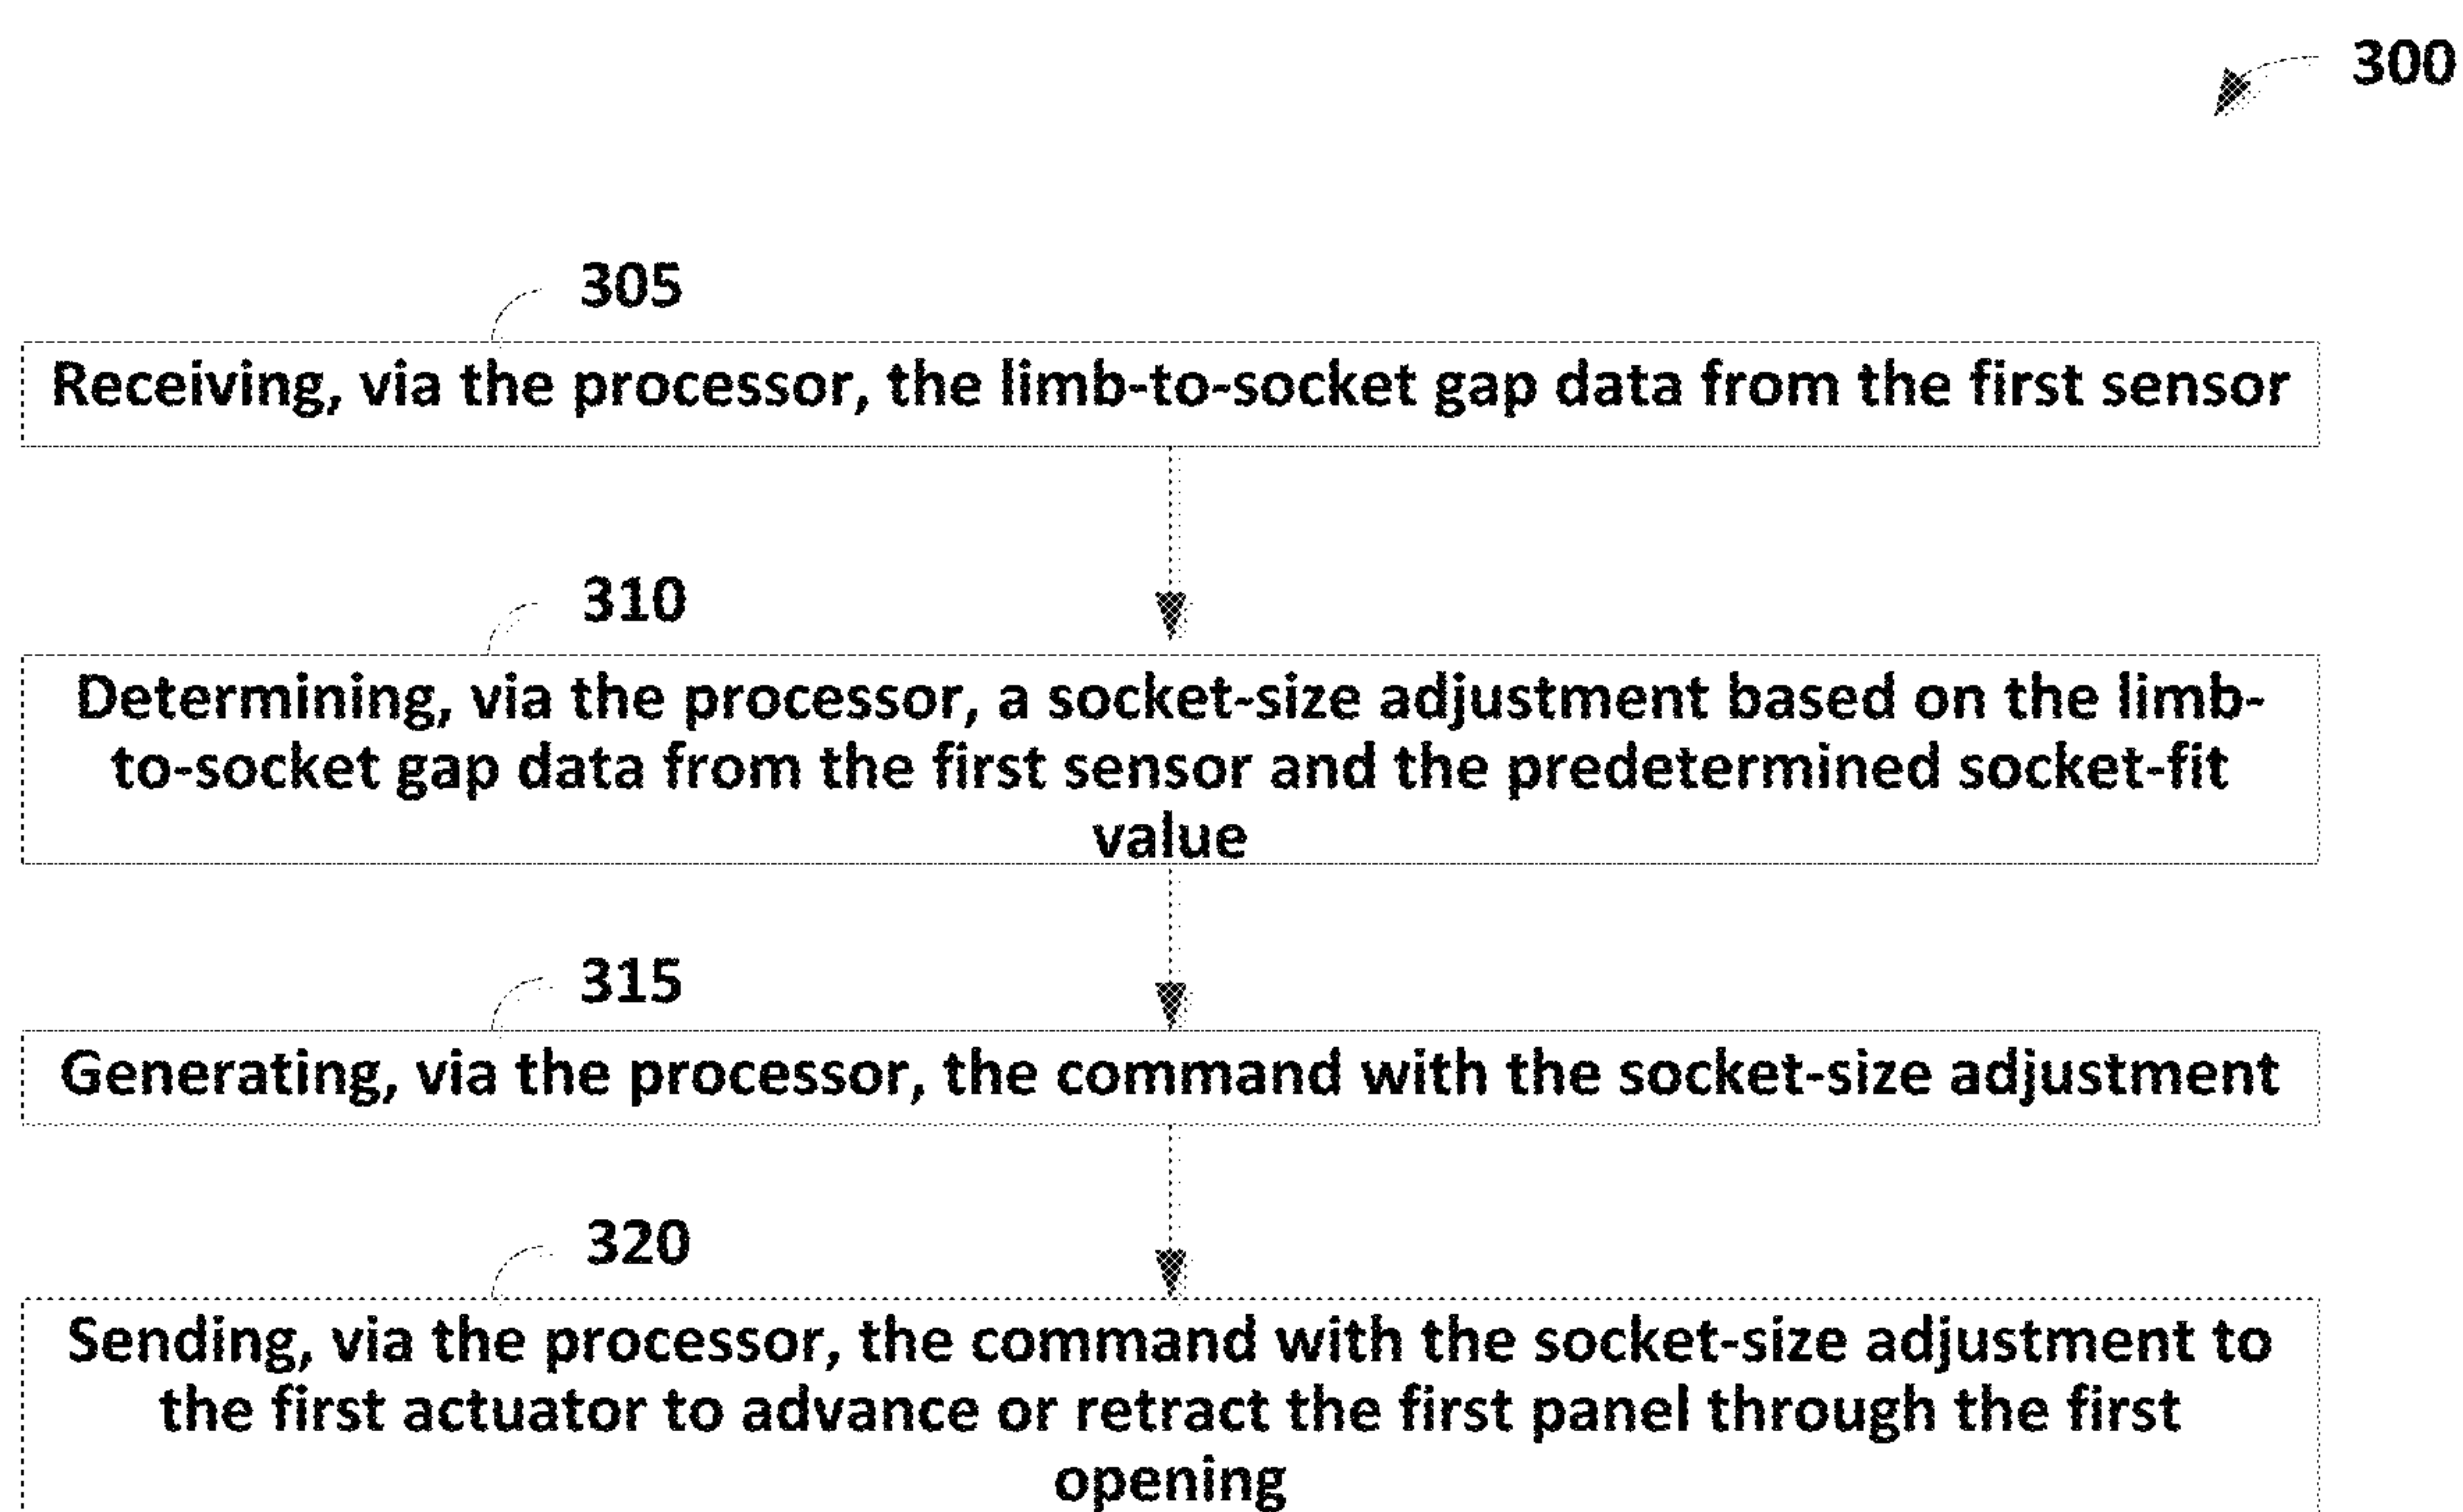 300
305
Receiving, via the processor, the limb-to-socket gap data from the first sensor
310
Determining, via the processor, a socket-size adjustment based on the limb-
to-socket gap data from the first sensor and the predetermined socket-fit
value
315
Generating, via the processor, the command with the socket-size adjustment
320
Sending, via the processor, the command with the socket-size adjustment to
the first actuator to advance or retract the first panel through the first
opening